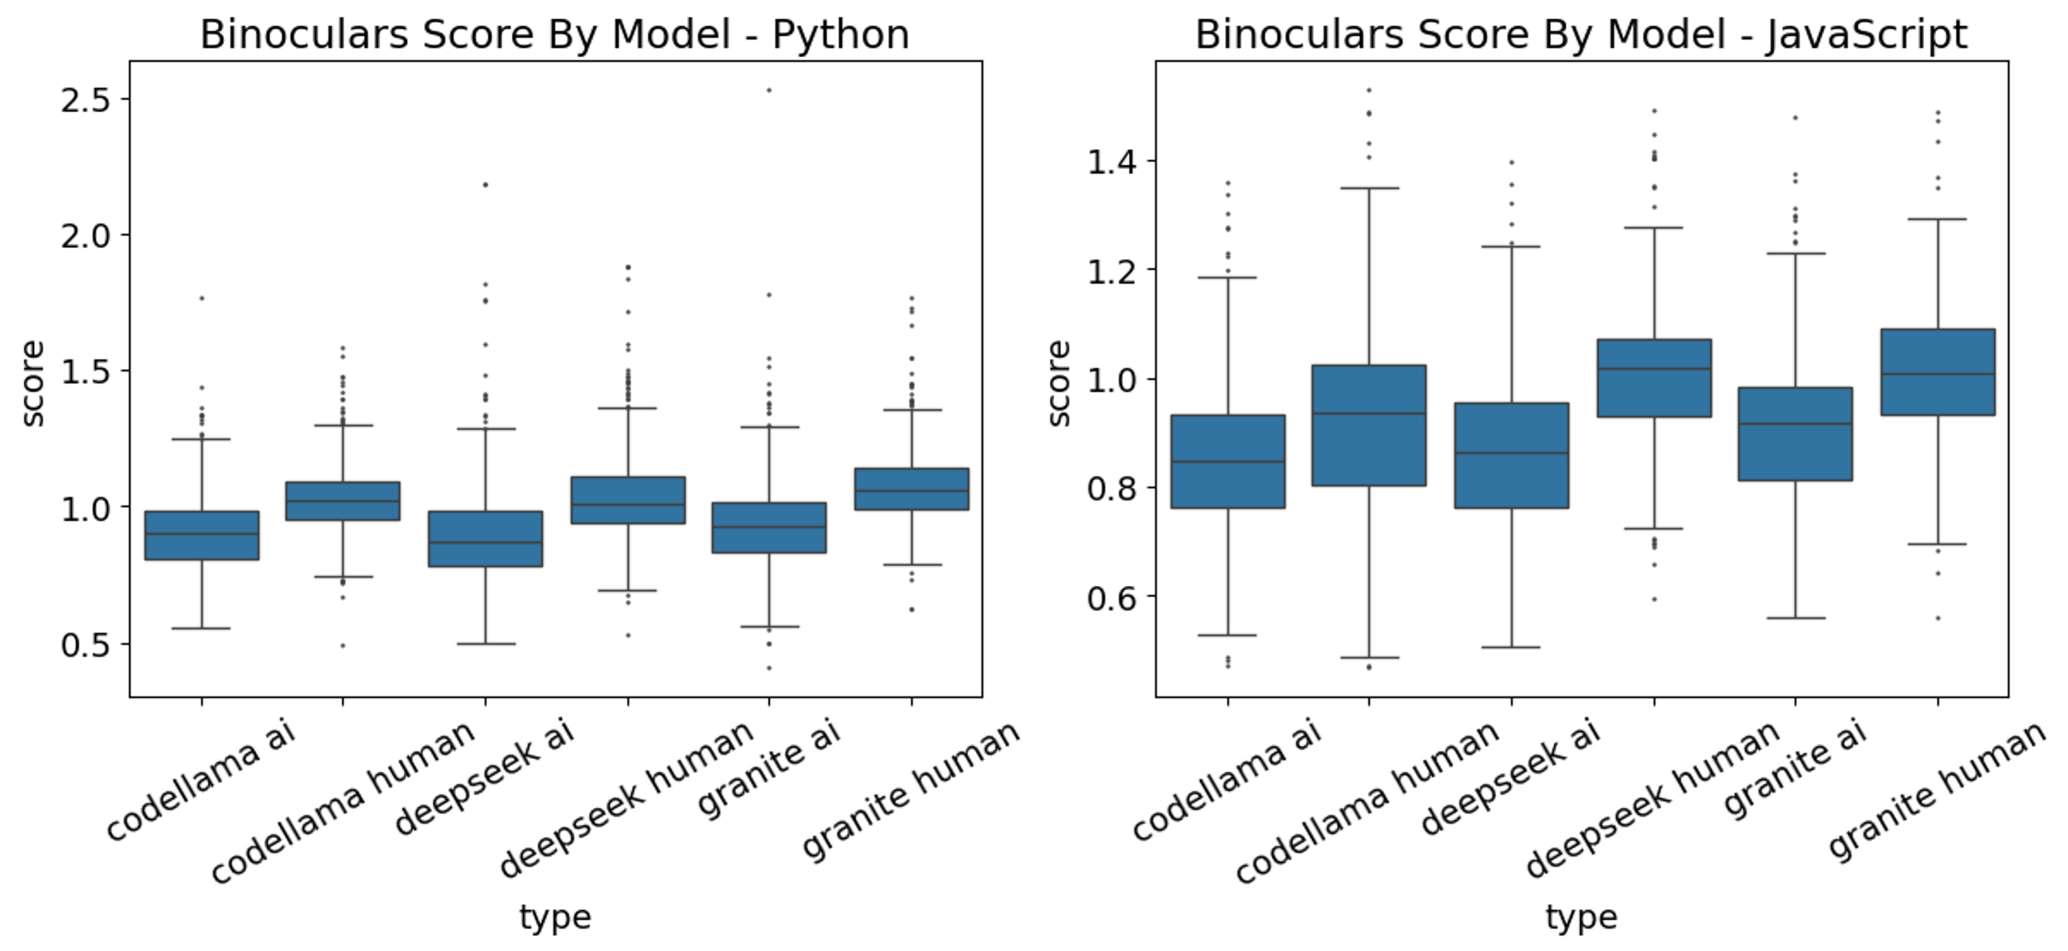 Binoculars Score By Model - Python
score
2.5
2.0
1.5
1.0
0.5
codellama ai
codellama human
deepseek ai
deepseek human
granite ai
granite human
type
Binoculars Score By Model - JavaScript
score
1.4
1.2
1.0
0.8
0.6
codellama ai
codellama human
deepseek ai
deepseek human
granite ai
granite human
type